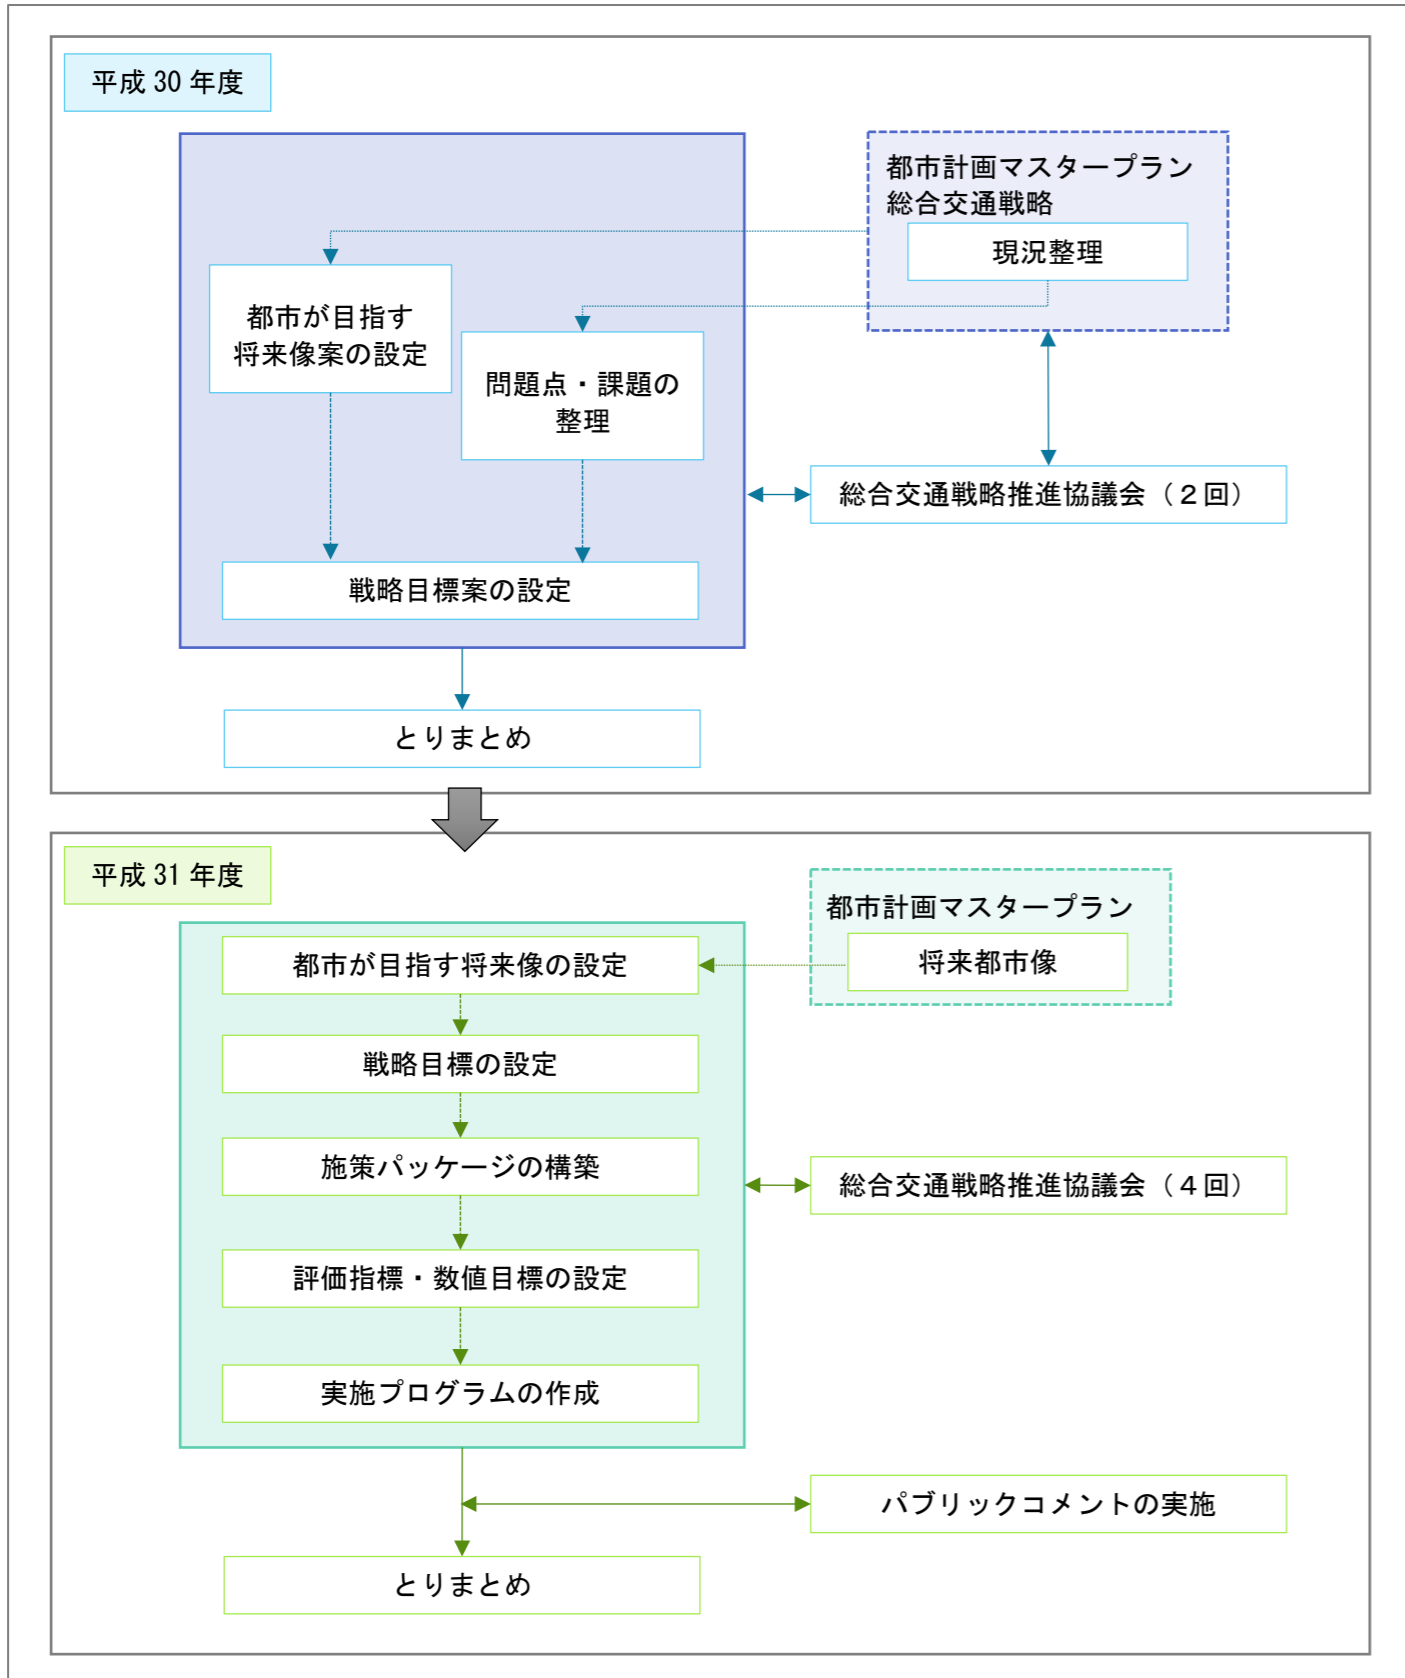 平成 30 年度
都市計画マスタープラン
総合交通戦略
現況整理
都市が目指す
将来像案の設定
問題点・課題の
整理
総合交通戦略推進協議会（２回）
戦略目標案の設定
とりまとめ
平成 31 年度
都市計画マスタープラン
将来都市像
都市が目指す将来像の設定
戦略目標の設定
施策パッケージの構築
総合交通戦略推進協議会（４回）
評価指標・数値目標の設定
実施プログラムの作成
パブリックコメントの実施
とりまとめ